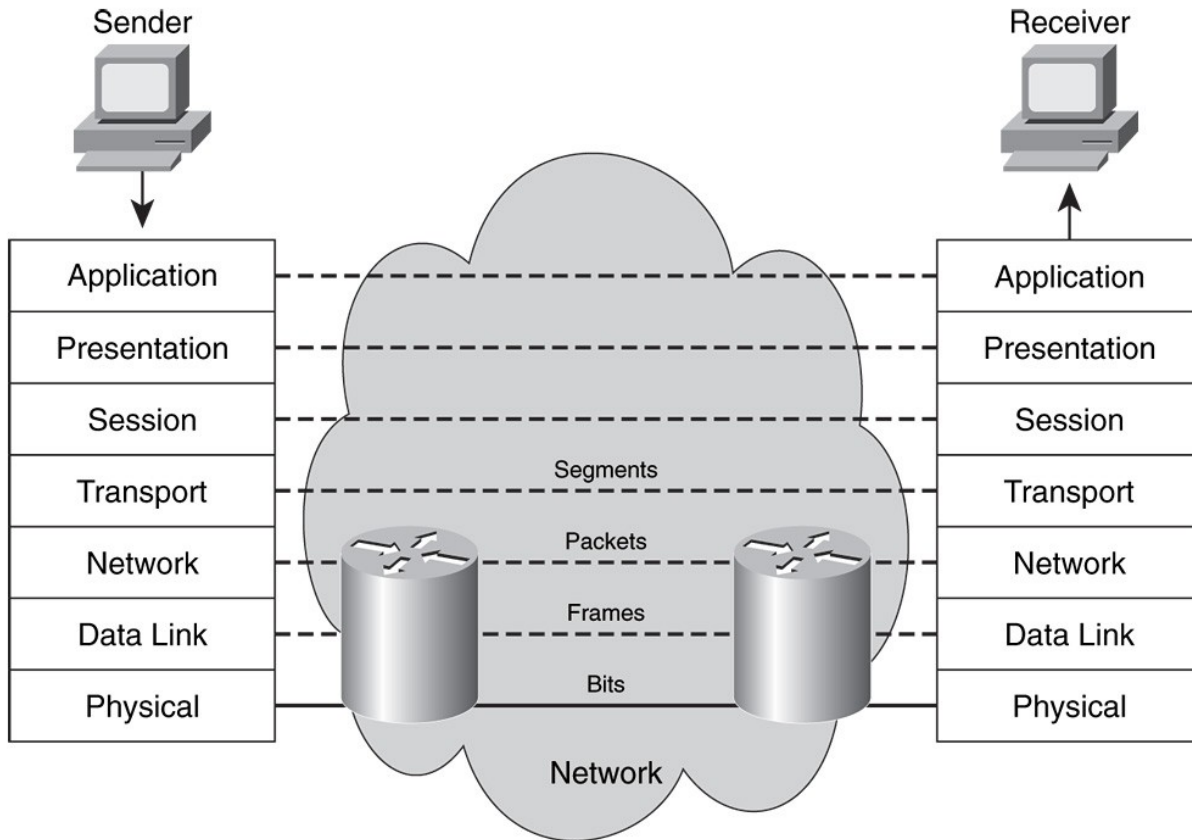 Sender
Receiver
Application
Application
Presentation
Presentation
Session
Session
Segments
Transport
Transport
Packets
Network
Network
Frames
Data Link
Data Link
Bits
Physical
Physical
Network